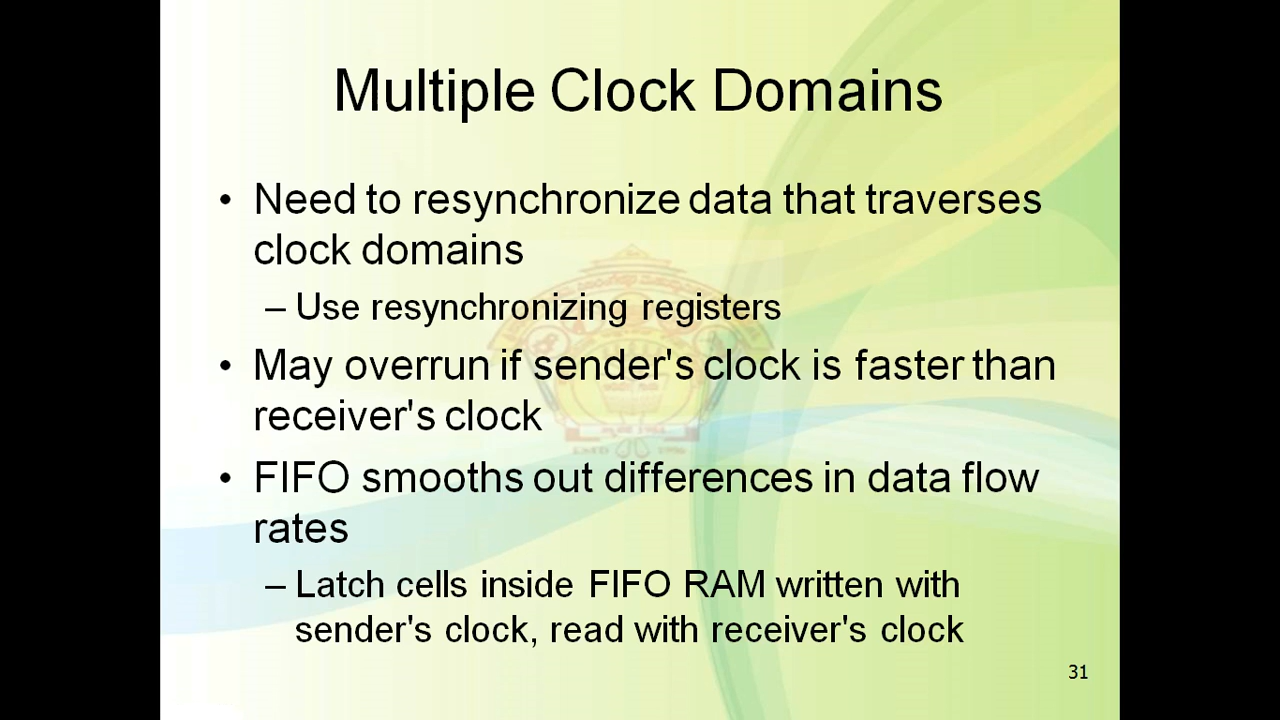 Multiple Clock Domains
• Need to resynchronize data that traverses
clock domains
– Use resynchronizing registers
• May overrun if sender's clock is faster than
receiver's clock
• FIFO smooths out differences in data flow
rates
– Latch cells inside FIFO RAM written with
sender's clock, read with receiver's clock
31